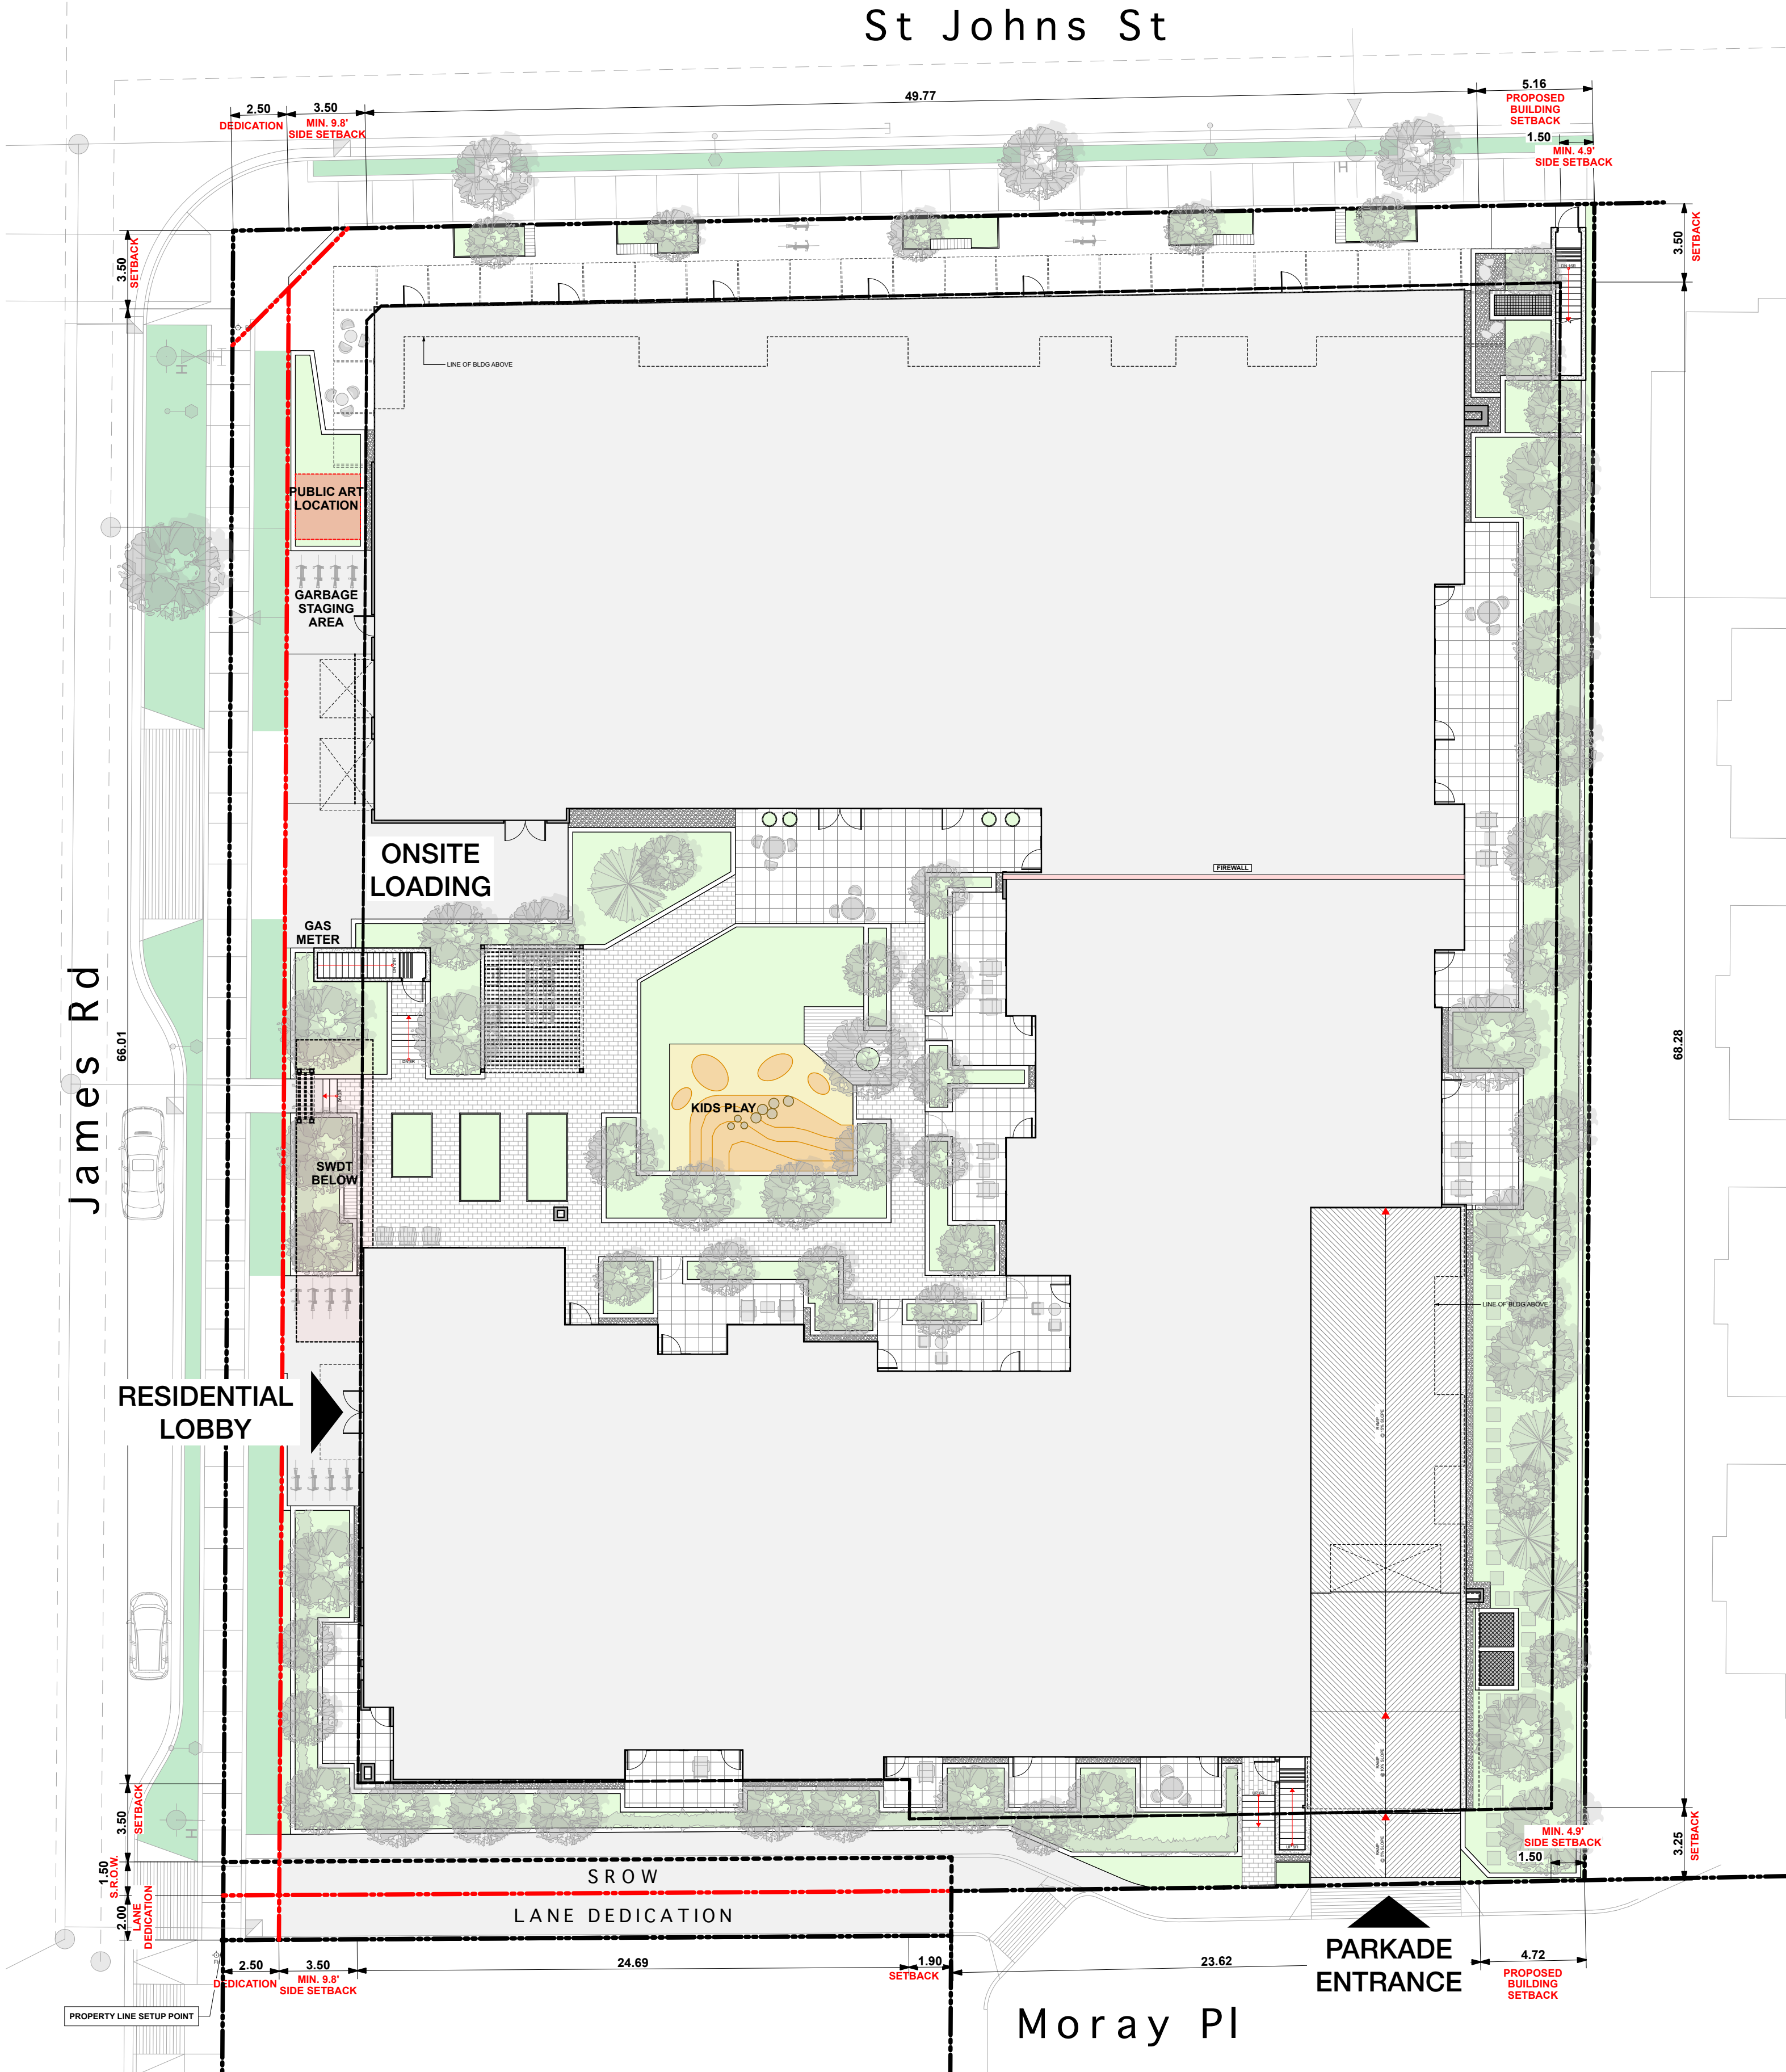 St Johns St
49.77
5.16
PROPOSED
BUILDING
SETBACK
2.50
DEDICATION
3.50
MIN. 9.8'
SIDE SETBACK
1.50
MIN. 4.9'
SIDE SETBACK
3.50
SETBACK
3.50
SETBACK
LINE OF BLDG ABOVE
PUBLIC ART
LOCATION
GARBAGE
STAGING
AREA
ONSITE
LOADING
FIREWALL
GAS
METER
James Rd
66.01
68.28
KIDS PLAY
SWDT
BELOW
LINE OF BLDG ABOVE
RESIDENTIAL
LOBBY
RAMP
@ 15% SLOPE
3.50
SETBACK
MIN. 4.9'
SIDE SETBACK
1.50
3.25
SETBACK
1.50
S.R.O.W.
SROW
2.00
LANE
DEDICATION
LANE DEDICATION
PARKADE
ENTRANCE
2.50
DEDICATION
3.50
MIN. 9.8'
SIDE SETBACK
24.69
1.90
SETBACK
23.62
4.72
PROPOSED
BUILDING
SETBACK
PROPERTY LINE SETUP POINT
Moray Pl